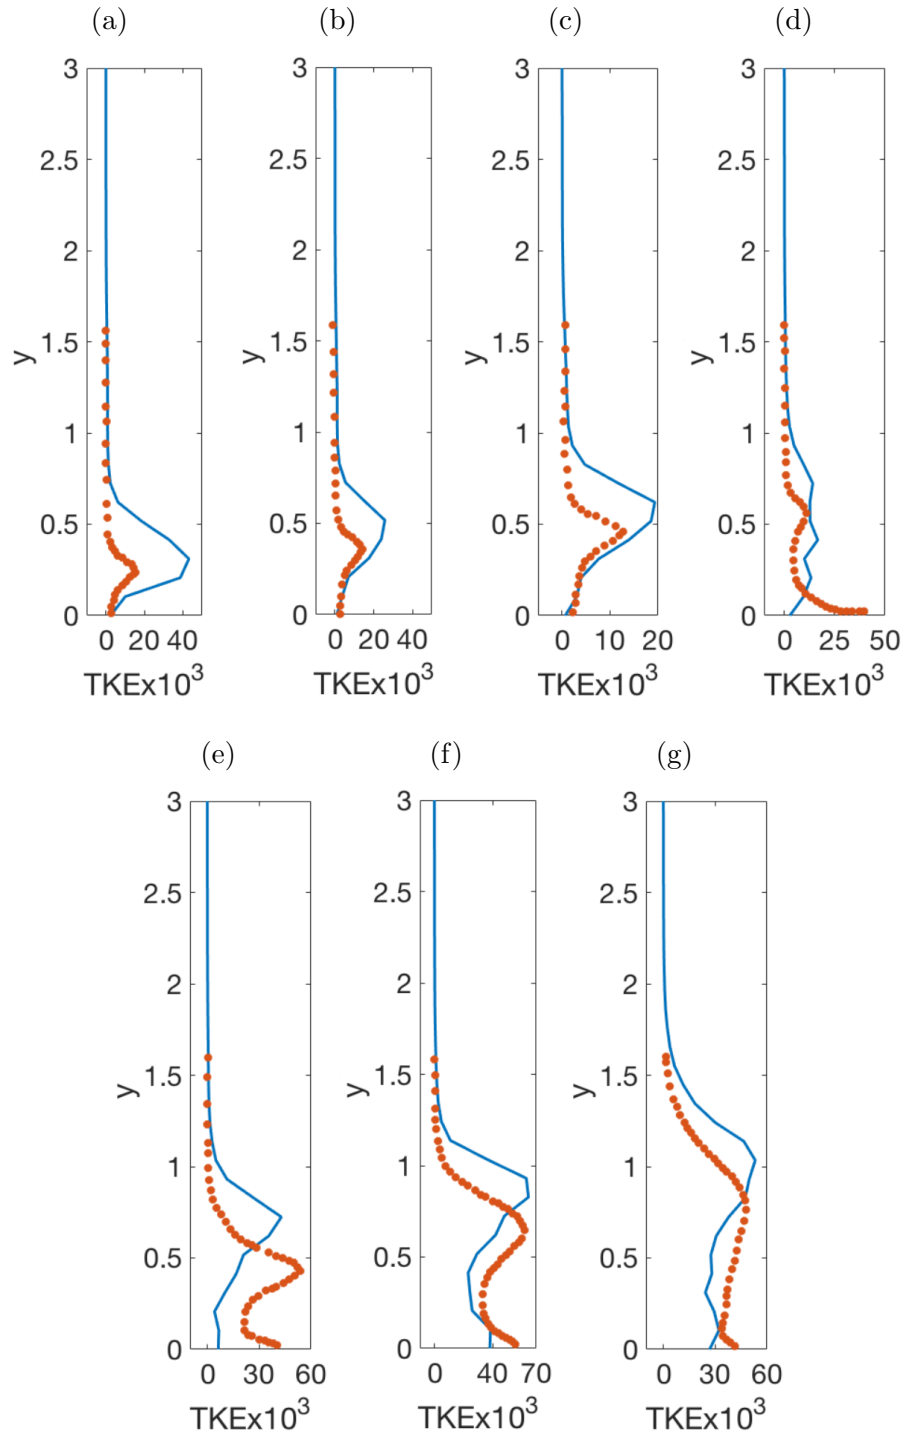 (a) (b) (c) (d)
3 3 3 3
2.5 2.5 2.5 2.5
2 2 2 2
y 1.5 y 1.5 y 1.5 y 1.5
1 1 1 1
0.5 0.5 0.5 0.5
0 0 0 0
0 20 40 0 20 40 0 10 20 0 25 50
TKEx10³ TKEx10³ TKEx10³ TKEx10³
(e) (f) (g)
3 3 3
2.5 2.5 2.5
2 2 2
y 1.5 y 1.5 y 1.5
1 1 1
0.5 0.5 0.5
0 0 0
0 30 60 0 40 70 0 30 60
TKEx10³ TKEx10³ TKEx10³